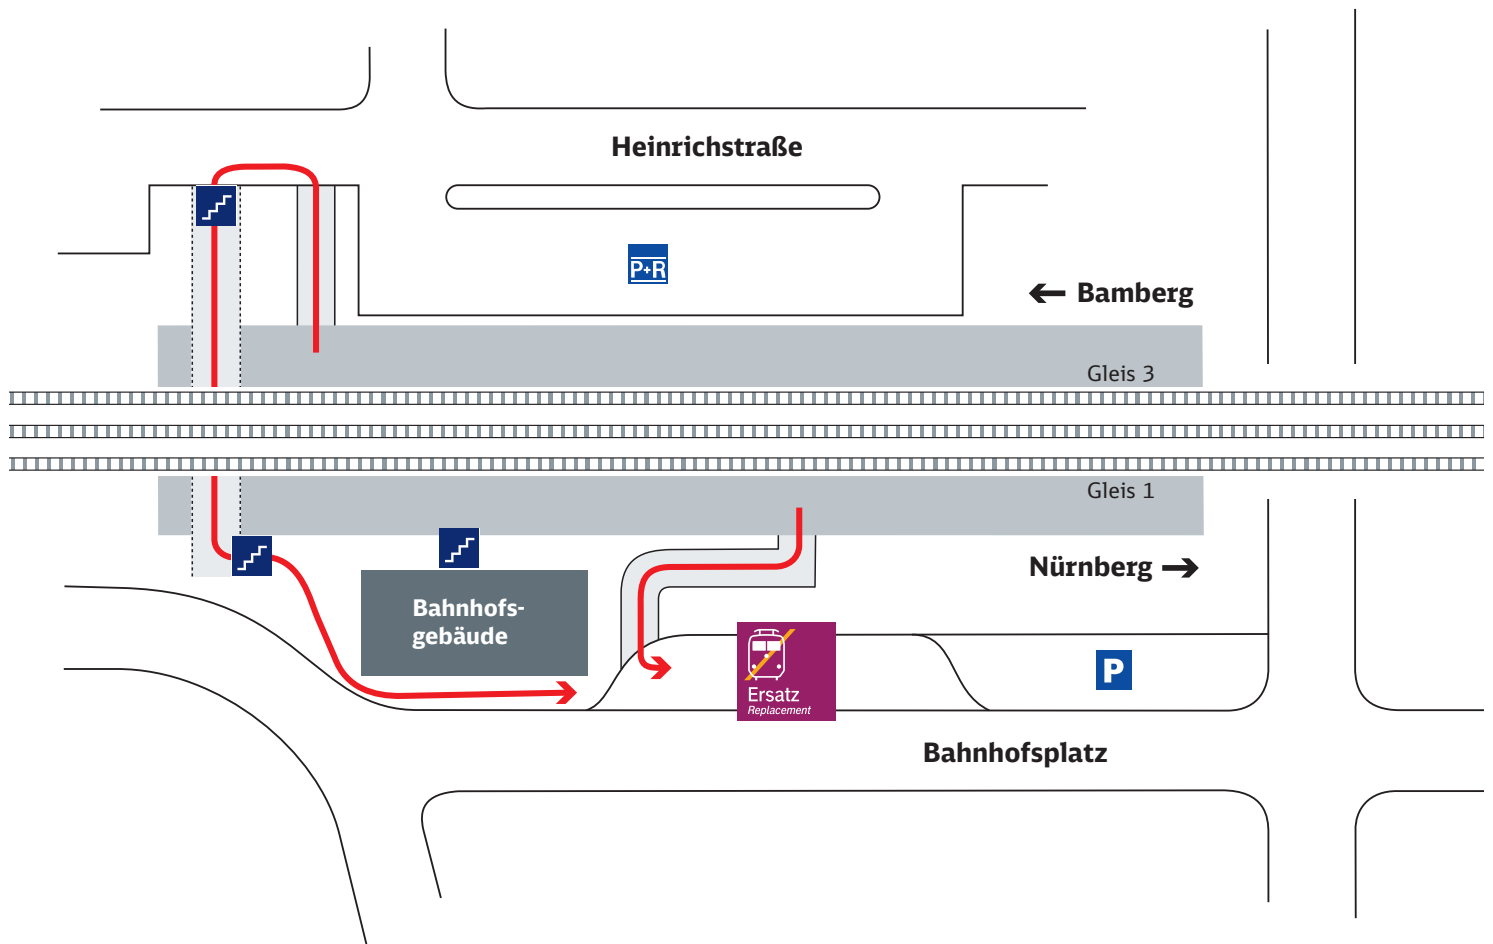 Heinrichstraße
P+R
← Bamberg
Gleis 3
Gleis 1
Nürnberg →
Bahnhofs-
gebäude
Ersatz
Replacement
P
Bahnhofsplatz